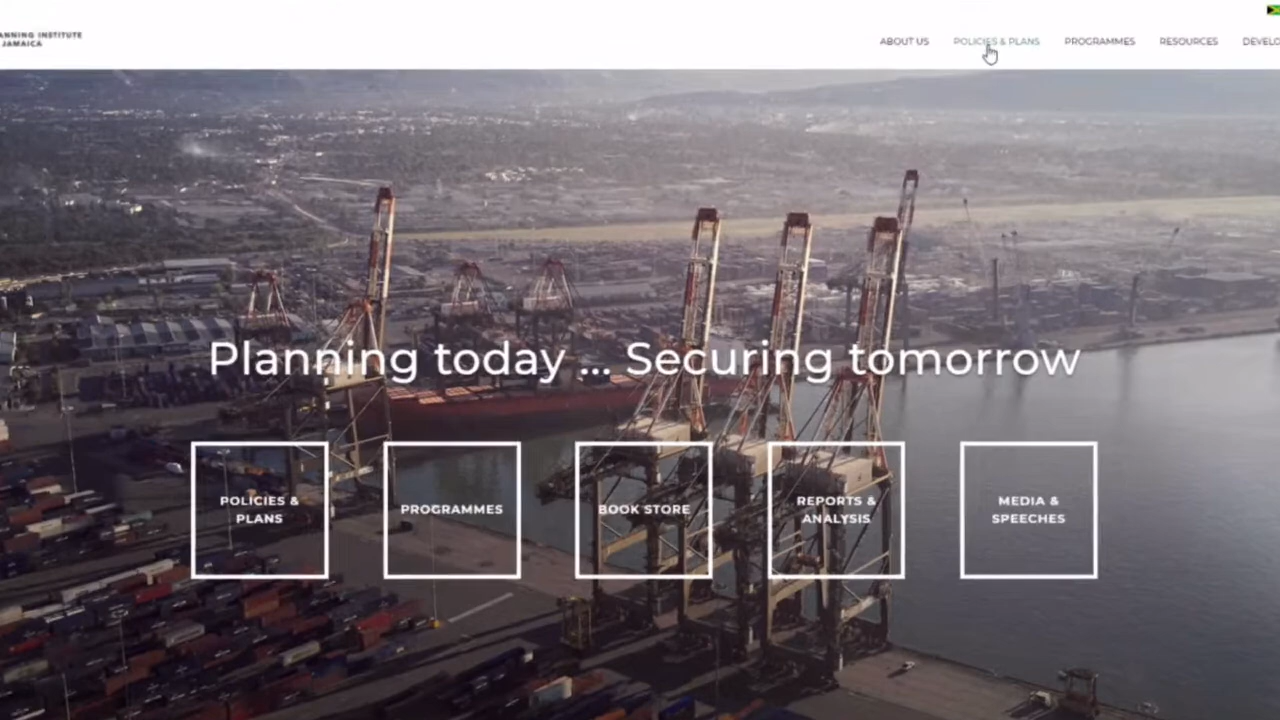 ANNING INSTITUTE
JAMAICA
ABOUT US
POLICIES & PLANS
PROGRAMMES
RESOURCES
DEVELO
Planning today ... Securing tomorrow
POLICIES &
PLANS
PROGRAMMES
BOOK STORE
REPORTS &
ANALYSIS
MEDIA &
SPEECHES